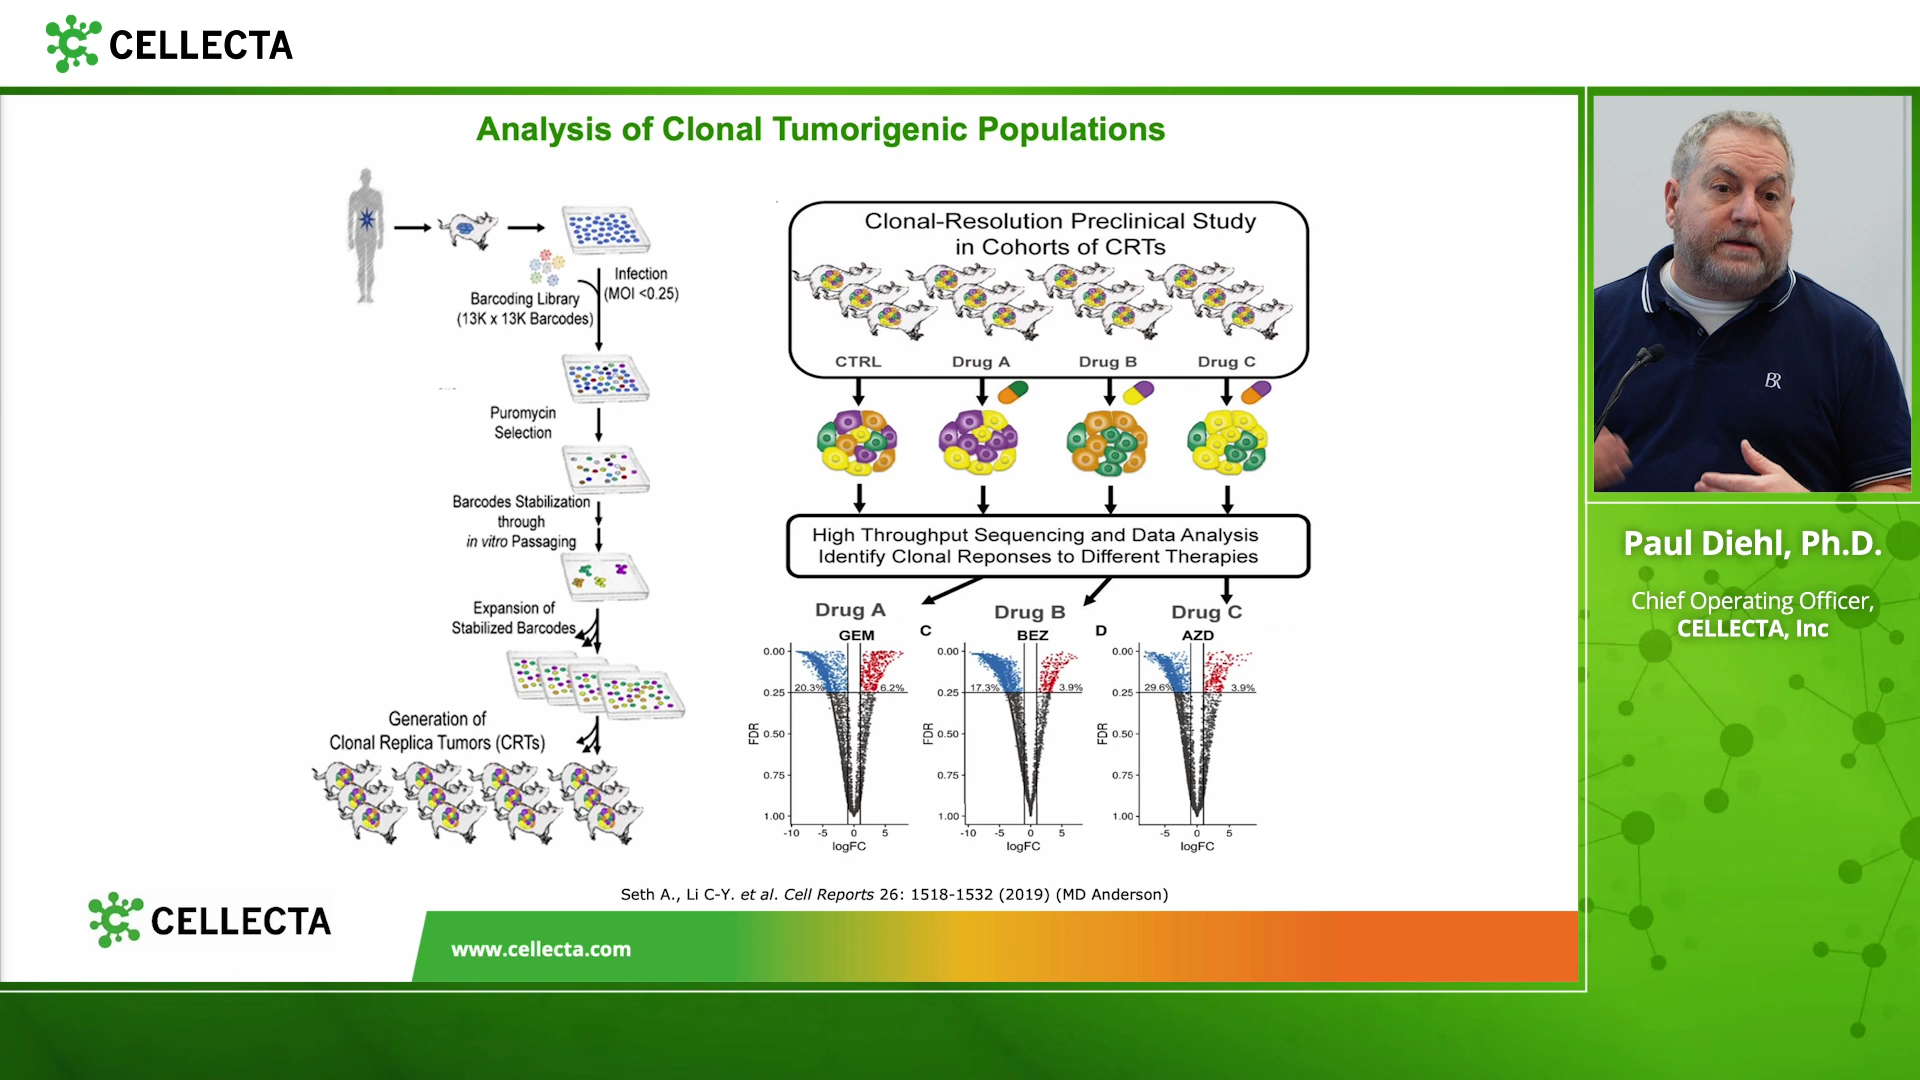 CELLECTA
Analysis of Clonal Tumorigenic Populations
Infection
(MOI <0.25)
Barcoding Library
(13K x 13K Barcodes)
Puromycin
Selection
Barcodes Stabilization
through
in vitro Passaging
Expansion of
Stabilized Barcodes
Generation of
Clonal Replica Tumors (CRTs)
Clonal-Resolution Preclinical Study
in Cohorts of CRTs
CTRL Drug A Drug B Drug C
High Throughput Sequencing and Data Analysis
Identify Clonal Reponses to Different Therapies
Drug A Drug B Drug C
GEM C BEZ D AZD
0.00 0.00 0.00
20.3% 6.2% 17.3% 3.9% 29.6% 3.9%
0.25 0.25 0.25
FDR FDR FDR
0.50 0.50 0.50
0.75 0.75 0.75
1.00 1.00 1.00
-10 -5 0 5 -10 -5 0 5 -5 0 5
logFC logFC logFC
Seth A., Li C-Y. et al. Cell Reports 26: 1518-1532 (2019) (MD Anderson)
CELLECTA
www.cellecta.com
BR
Paul Diehl, Ph.D.
Chief Operating Officer,
CELLECTA, Inc